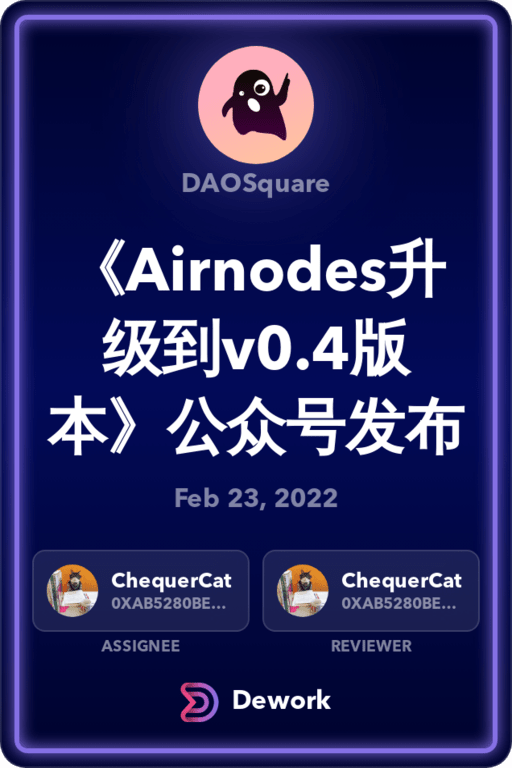 DAOSquare
《Airnodes升
级到v0.4版
本》公众号发布
Feb 23, 2022
ChequerCat
0XAB5280BE...
ASSIGNEE
ChequerCat
0XAB5280BE...
REVIEWER
Dework